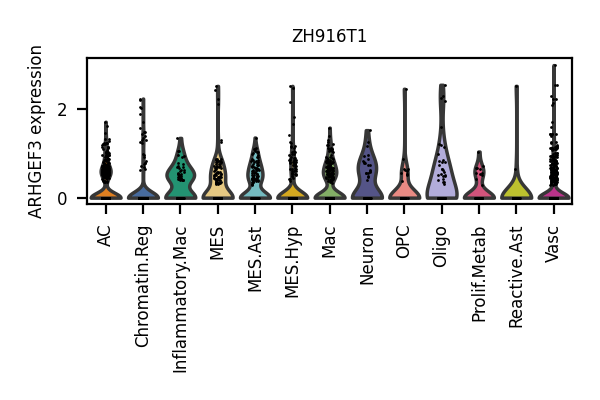 ZH916T1
ARHGEF3 expression
2
0
AC
Chromatin.Reg
Inflammatory.Mac
MES
MES.Ast
MES.Hyp
Mac
Neuron
OPC
Oligo
Prolif.Metab
Reactive.Ast
Vasc